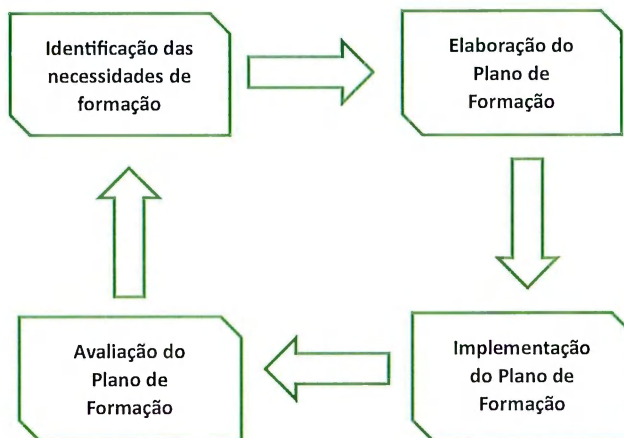 Identificação das
necessidades de
formação
Elaboração do
Plano de
Formação
Avaliação do
Plano de
Formação
Implementação
do Plano de
Formação